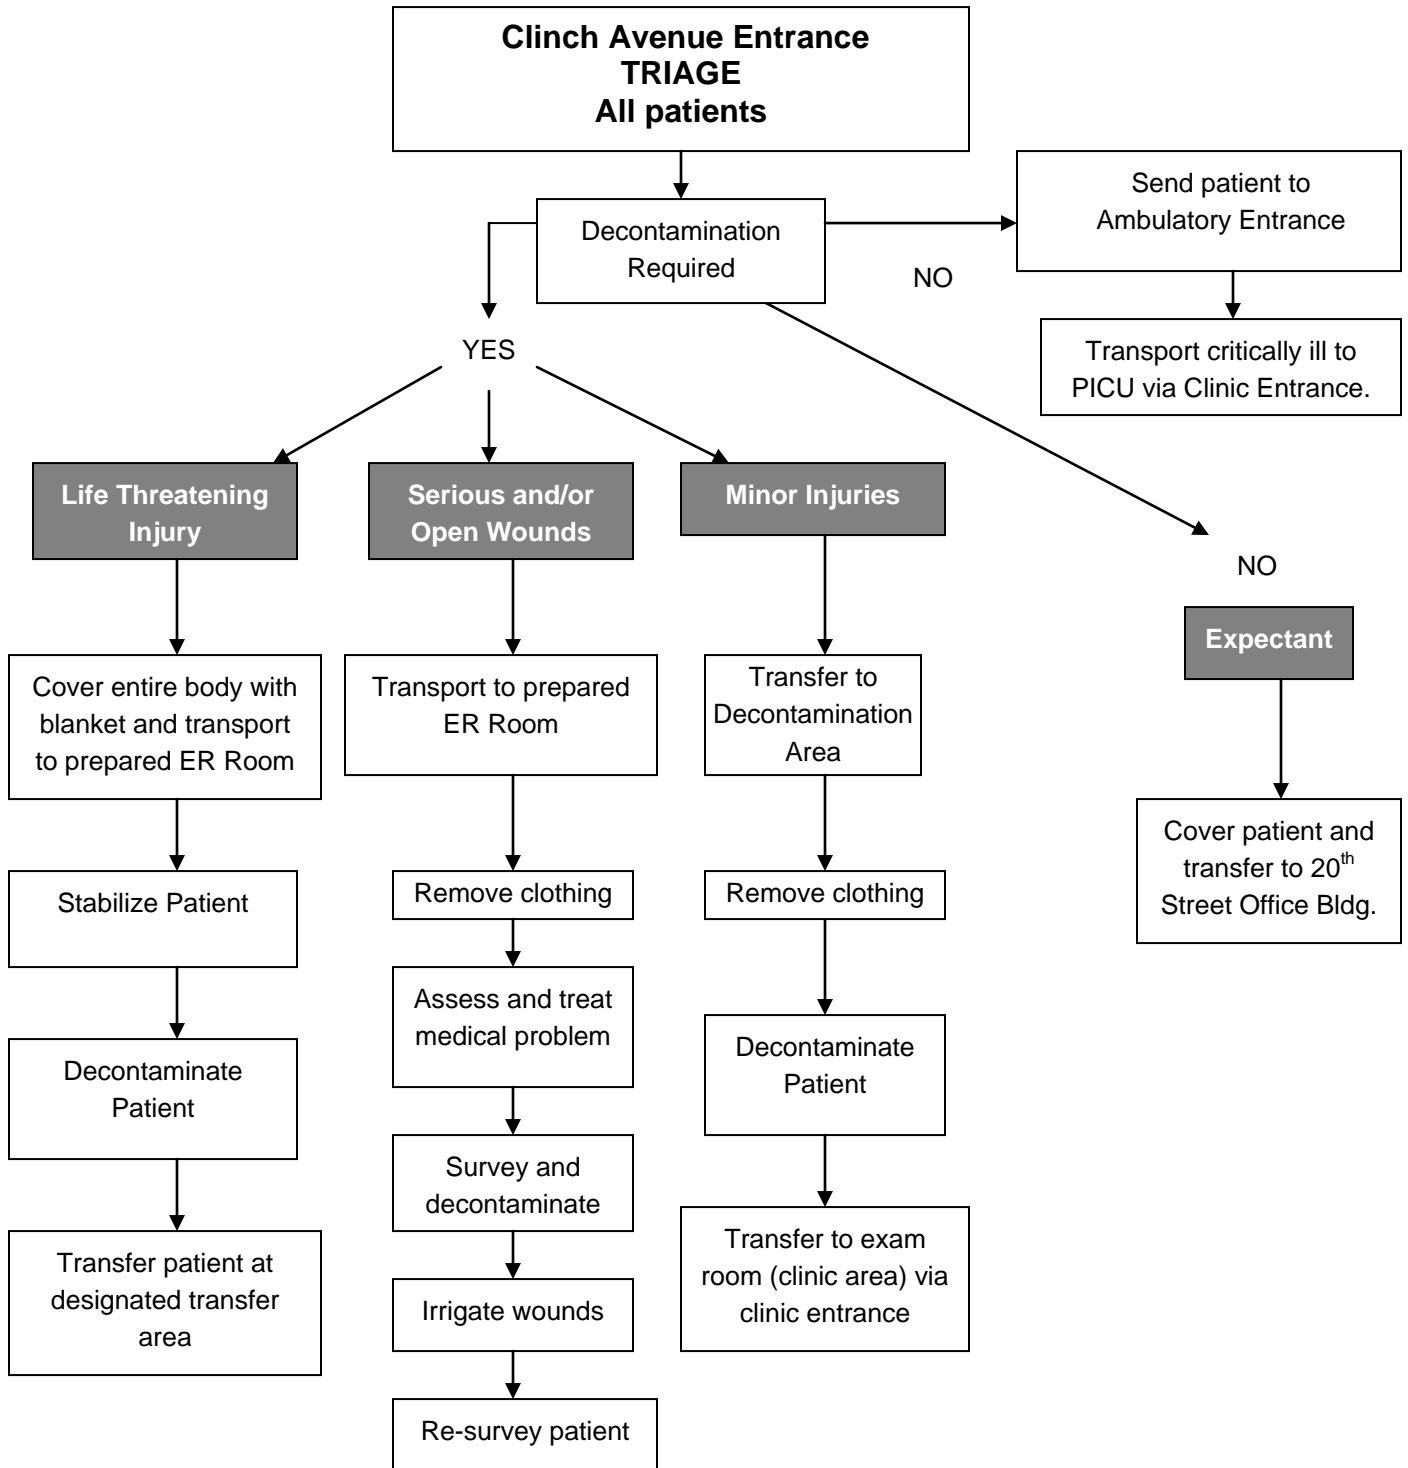 Clinch Avenue Entrance
TRIAGE
All patients
Decontamination
Required
Send patient to
Ambulatory Entrance
NO
Transport critically ill to
PICU via Clinic Entrance.
YES
Life Threatening
Injury
Serious and/or
Open Wounds
Minor Injuries
NO
Expectant
Cover entire body with
blanket and transport
to prepared ER Room
Stabilize Patient
Decontaminate
Patient
Transfer patient at
designated transfer
area
Transport to prepared
ER Room
Remove clothing
Assess and treat
medical problem
Survey and
decontaminate
Irrigate wounds
Re-survey patient
Transfer to
Decontamination
Area
Remove clothing
Decontaminate
Patient
Transfer to exam
room (clinic area) via
clinic entrance
Cover patient and
transfer to 20th
Street Office Bldg.